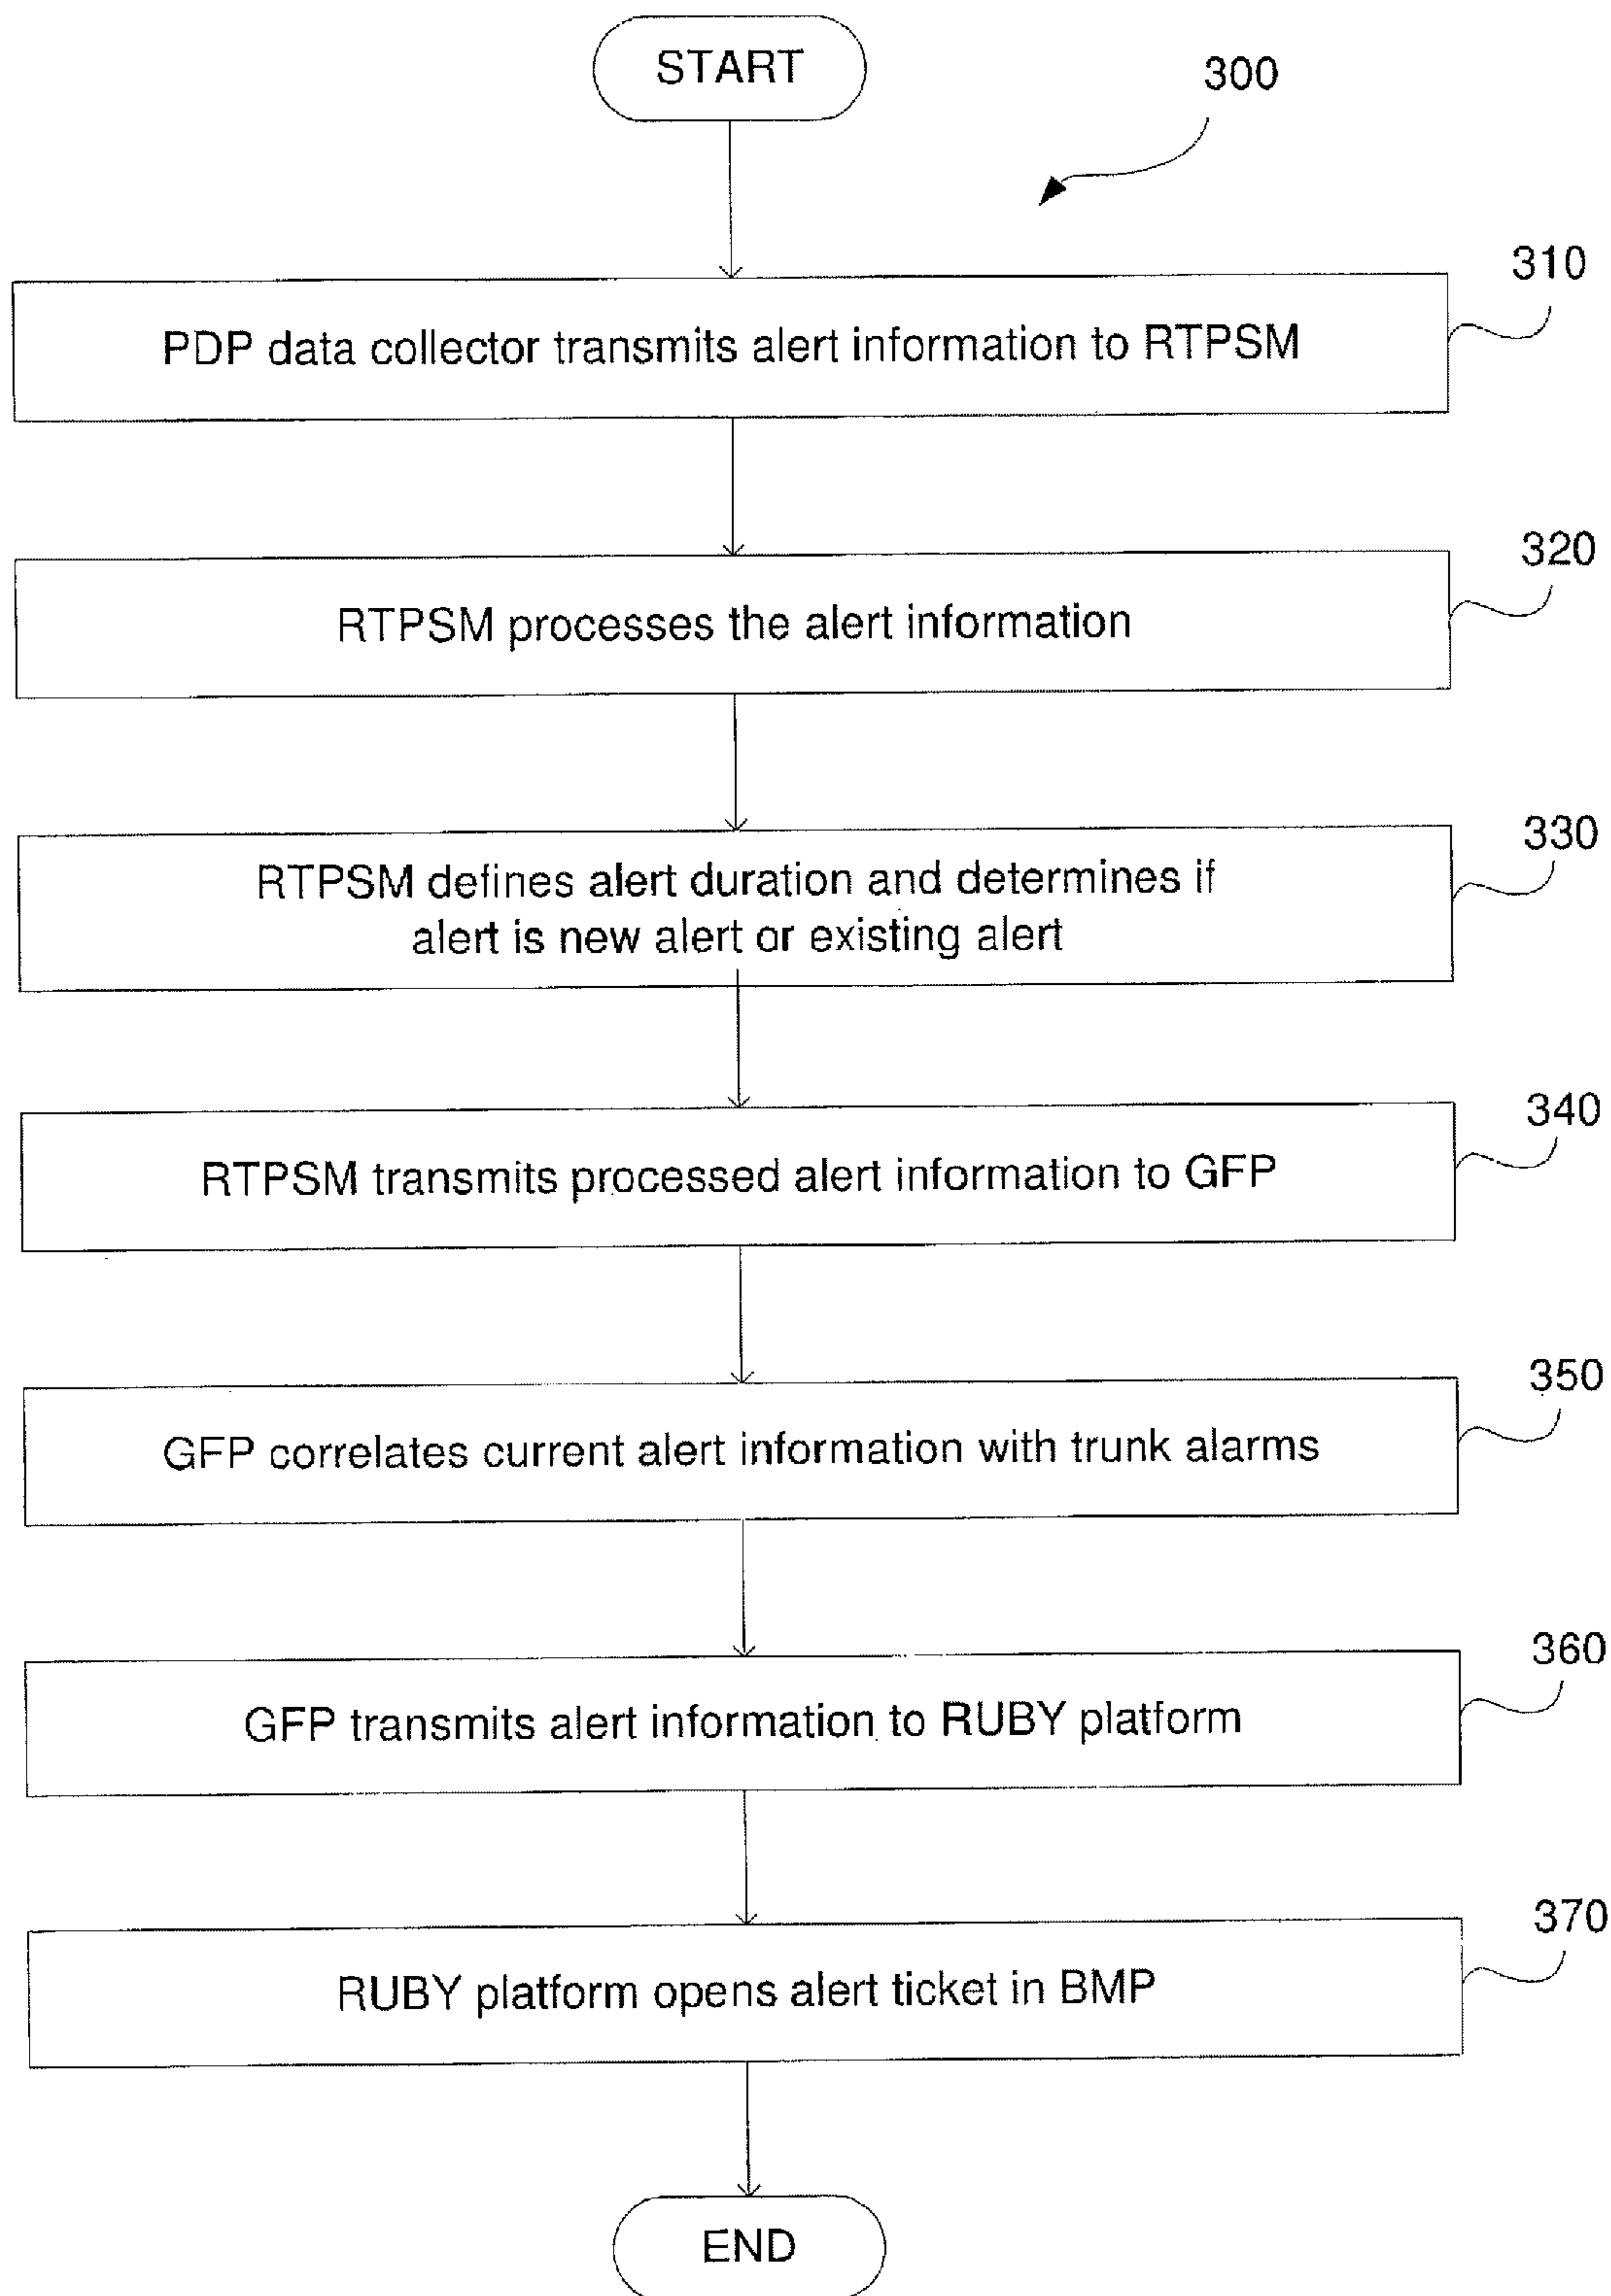 START
300
310
PDP data collector transmits alert information to RTPSM
320
RTPSM processes the alert information
330
RTPSM defines alert duration and determines if
alert is new alert or existing alert
340
RTPSM transmits processed alert information to GFP
350
GFP correlates current alert information with trunk alarms
360
GFP transmits alert information to RUBY platform
370
RUBY platform opens alert ticket in BMP
END